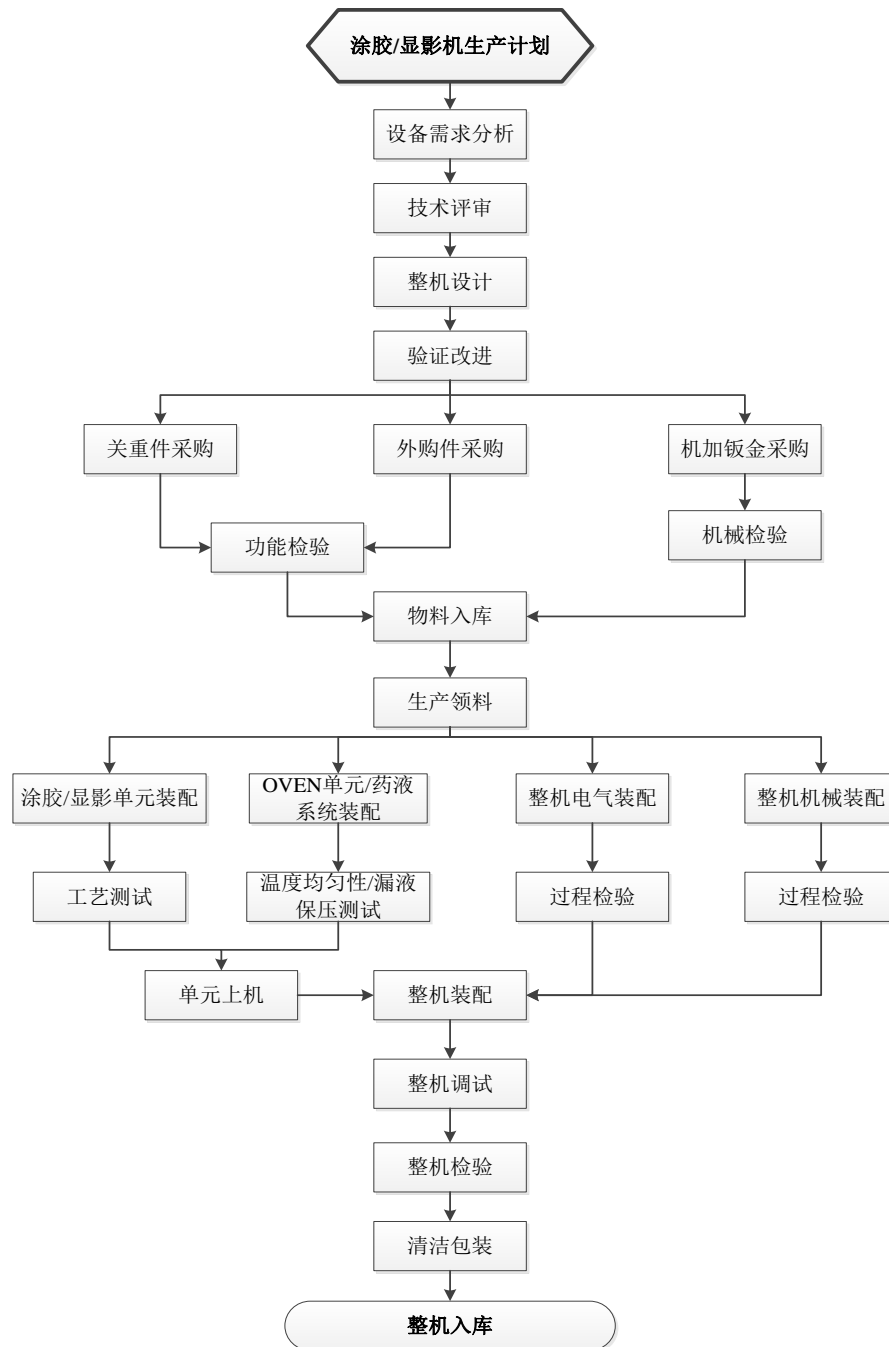 涂胶/显影机生产计划
设备需求分析
技术评审
整机设计
验证改进
关重件采购
外购件采购
机加钣金采购
功能检验
机械检验
物料入库
生产领料
涂胶/显影单元装配
OVEN单元/药液
系统装配
整机电气装配
整机机械装配
工艺测试
温度均匀性/漏液
保压测试
过程检验
过程检验
单元上机
整机装配
整机调试
整机检验
清洁包装
整机入库